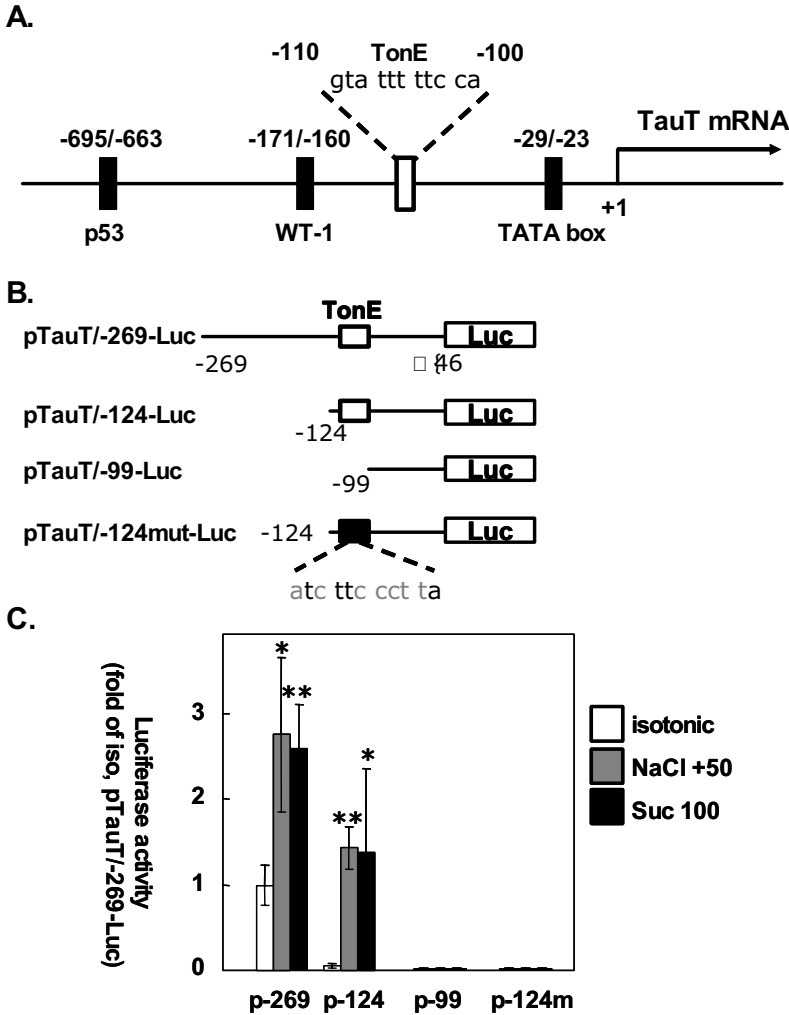 A.
-110 TonE -100
gta ttt ttc ca
TauT mRNA
-695/-663 -171/-160 -29/-23
+1
p53 WT-1 TATA box
B.
TonE
pTauT/-269-Luc Luc
-269 46
pTauT/-124-Luc Luc
-124
pTauT/-99-Luc Luc
-99
pTauT/-124mut-Luc -124 Luc
atc ttc cct ta
C.
Luciferase activity
(fold of iso, pTauT/-269-Luc)
3
2
1
0
* ** ** *
isotonic
NaCl +50
Suc 100
p-269 p-124 p-99 p-124m